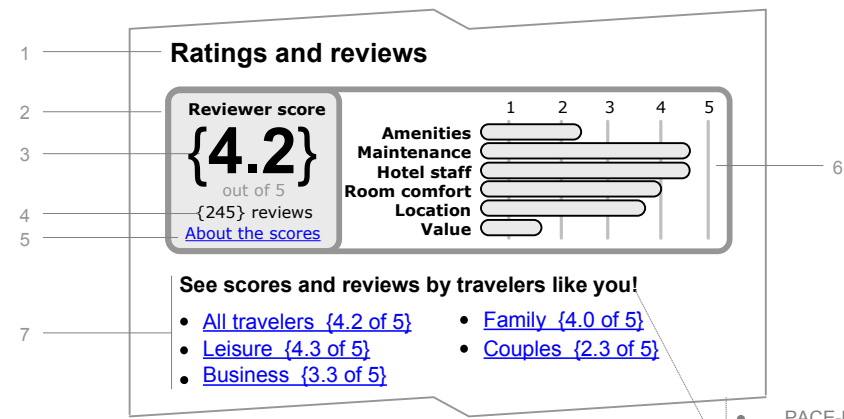 1
Ratings and reviews
2
Reviewer score
1 2 3 4 5
3
{4.2}
out of 5
4
{245} reviews
5
About the scores
Amenities
Maintenance
Hotel staff
Room comfort
Location
Value
6
See scores and reviews by travelers like you!
7
• All travelers {4.2 of 5}
• Leisure {4.3 of 5}
• Business {3.3 of 5}
• Family {4.0 of 5}
• Couples {2.3 of 5}